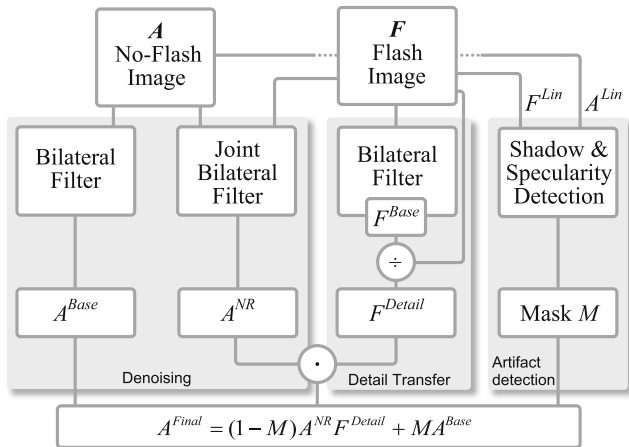 A
No-Flash
Image
F
Flash
Image
F^Lin
A^Lin
Bilateral
Filter
Joint
Bilateral
Filter
Bilateral
Filter
F^Base
Shadow &
Specularity
Detection
÷
A^Base
A^NR
F^Detail
Mask M
·
Denoising
Detail Transfer
Artifact
detection
A^Final = (1 − M) A^NR F^Detail + M A^Base